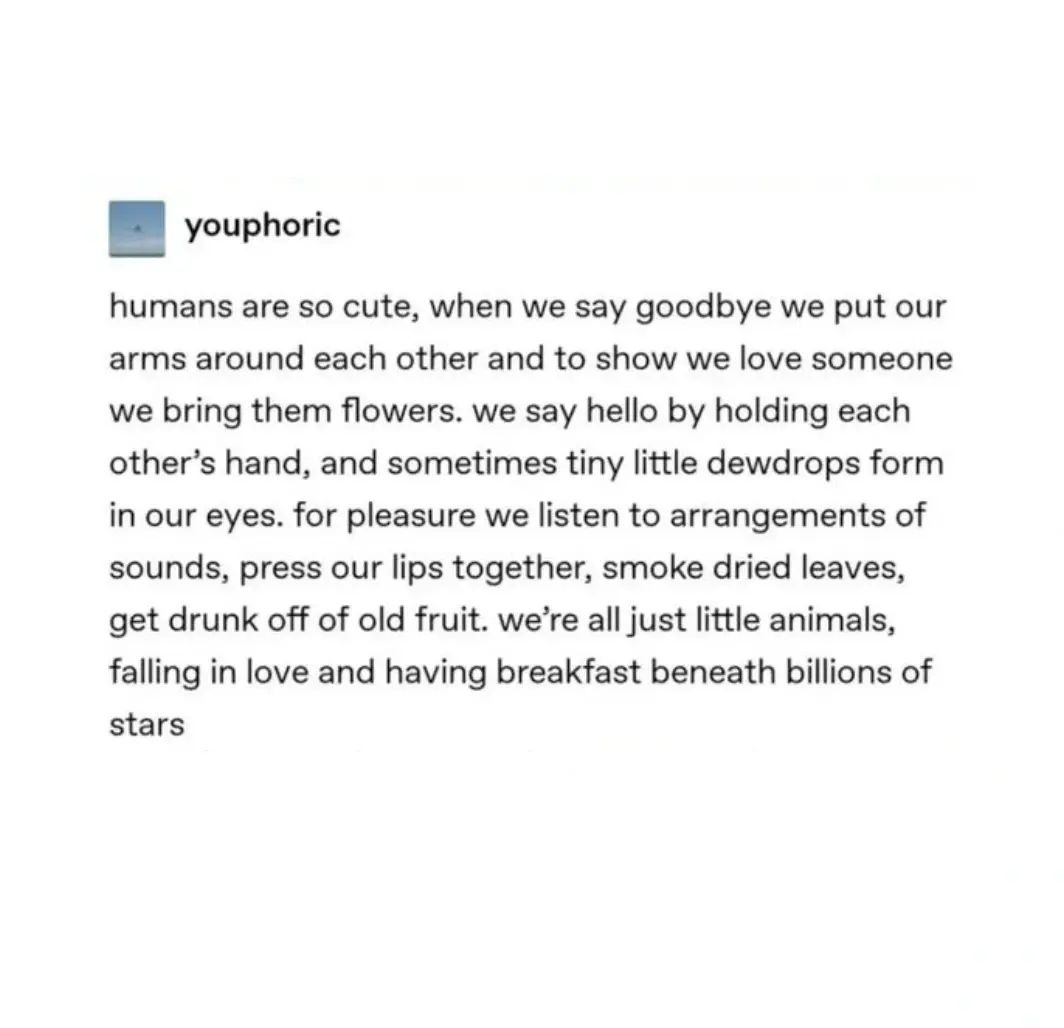 youphoric
humans are so cute, when we say goodbye we put our
arms around each other and to show we love someone
we bring them flowers. we say hello by holding each
other’s hand, and sometimes tiny little dewdrops form
in our eyes. for pleasure we listen to arrangements of
sounds, press our lips together, smoke dried leaves,
get drunk off of old fruit. we’re all just little animals,
falling in love and having breakfast beneath billions of
stars